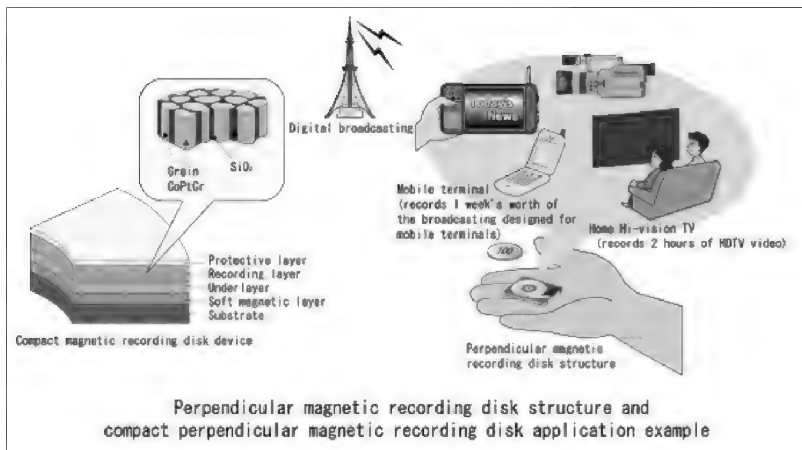 Digital broadcasting
Today's
News
Grain
CoPtCr
SiO₂
Mobile terminal
(records 1 week's worth of
the broadcasting designed for
mobile terminals)
Home Hi-vision TV
(records 2 hours of HDTV video)
100
Protective layer
Recording layer
Underlayer
Soft magnetic layer
Substrate
Compact magnetic recording disk device
Perpendicular magnetic
recording disk structure
Perpendicular magnetic recording disk structure and
compact perpendicular magnetic recording disk application example